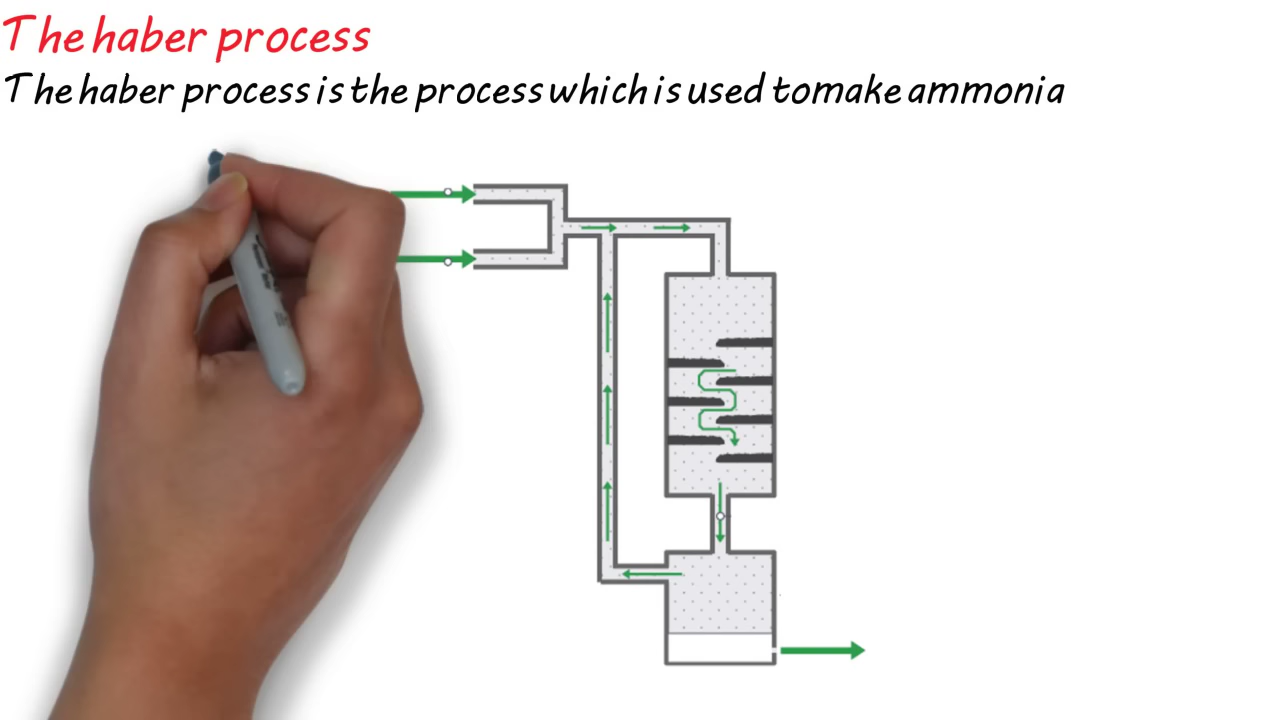 The haber process
The haber process is the process which is used tomake ammonia